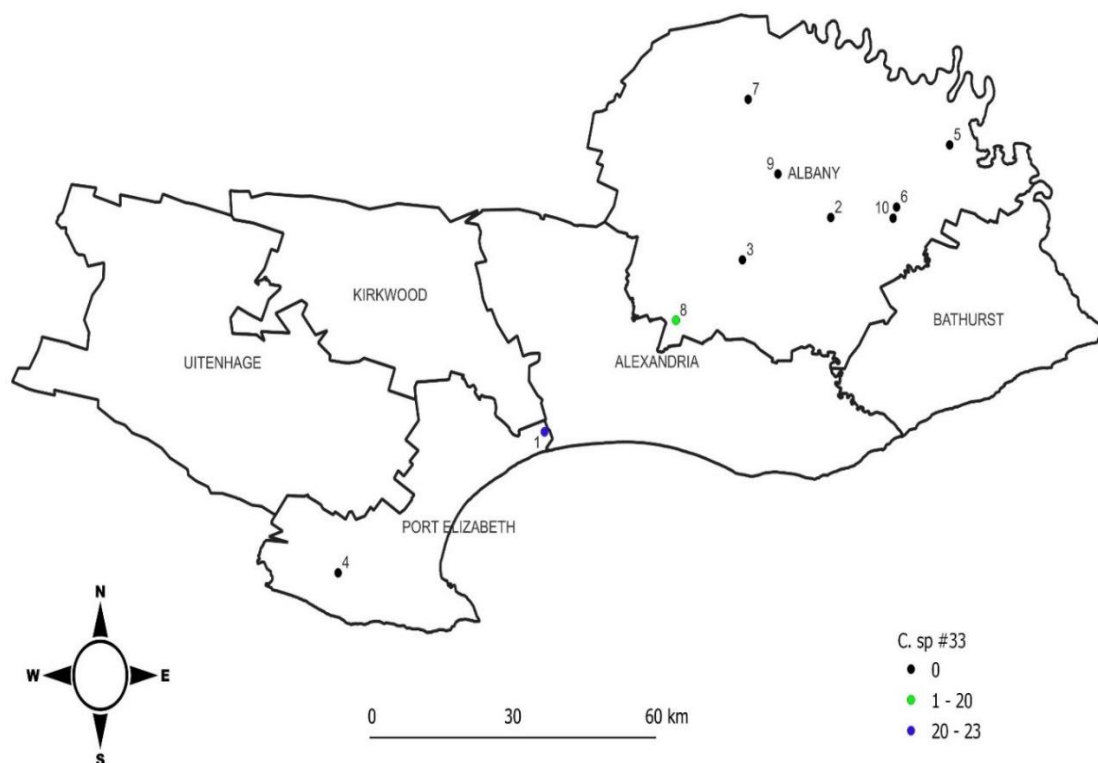 7
5
9
ALBANY
6
2
10
3
KIRKWOOD
8
BATHURST
UITENHAGE
ALEXANDRIA
1
PORT ELIZABETH
4
N
W E
S
0 30 60 km
C. sp #33
0
1 - 20
20 - 23